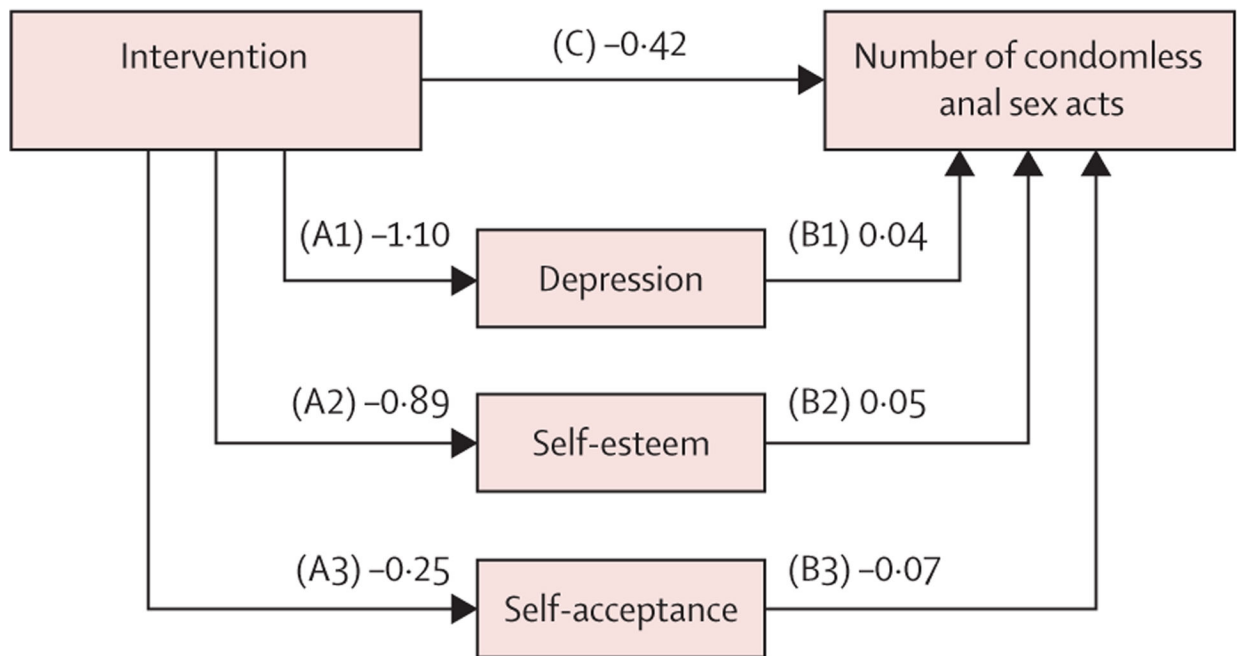 Intervention
(C) –0·42
Number of condomless
anal sex acts
(A1) –1·10
Depression
(B1) 0·04
(A2) –0·89
Self-esteem
(B2) 0·05
(A3) –0·25
Self-acceptance
(B3) –0·07